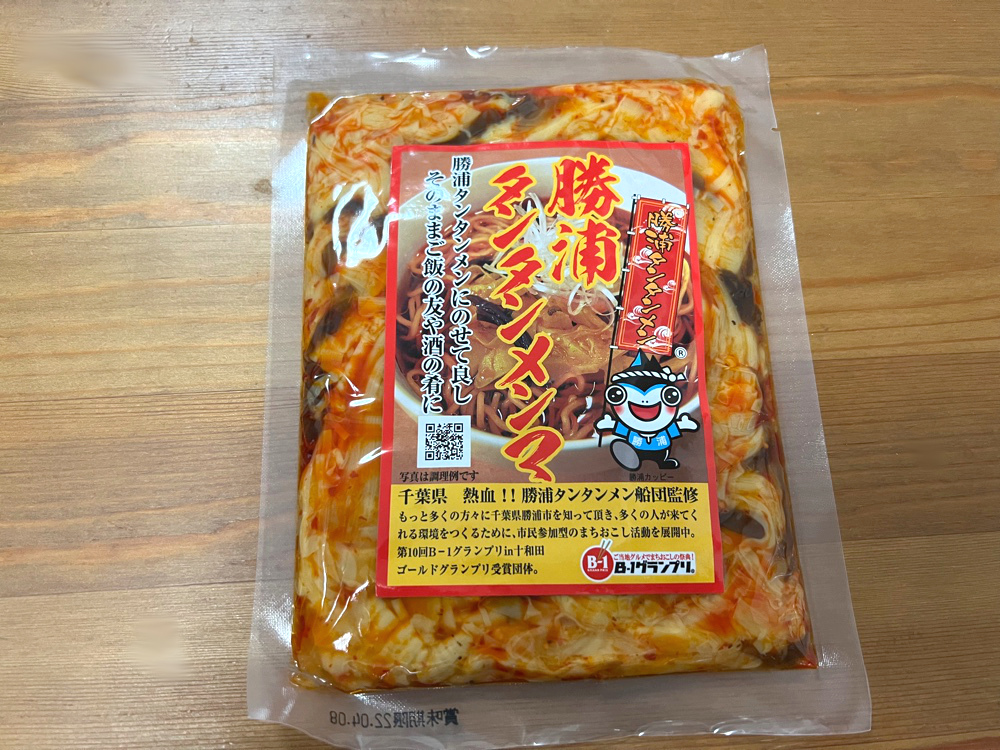 勝浦
タンタンメンマ
勝浦タンタンメンにのせて良し
そのままご飯の友や酒の肴に
勝浦タンタンメン
®
勝浦
勝浦カッピー
写真は調理例です
千葉県 熱血!! 勝浦タンタンメン船団監修
もっと多くの方々に千葉県勝浦市を知って頂き、多くの人が来てく
れる環境をつくるために、市民参加型のまちおこし活動を展開中。
第10回B-1グランプリin十和田
ゴールドグランプリ受賞団体。
B-1
ご当地グルメでまちおこしの祭典!
B-1グランプリ®
賞味期限22.04.08